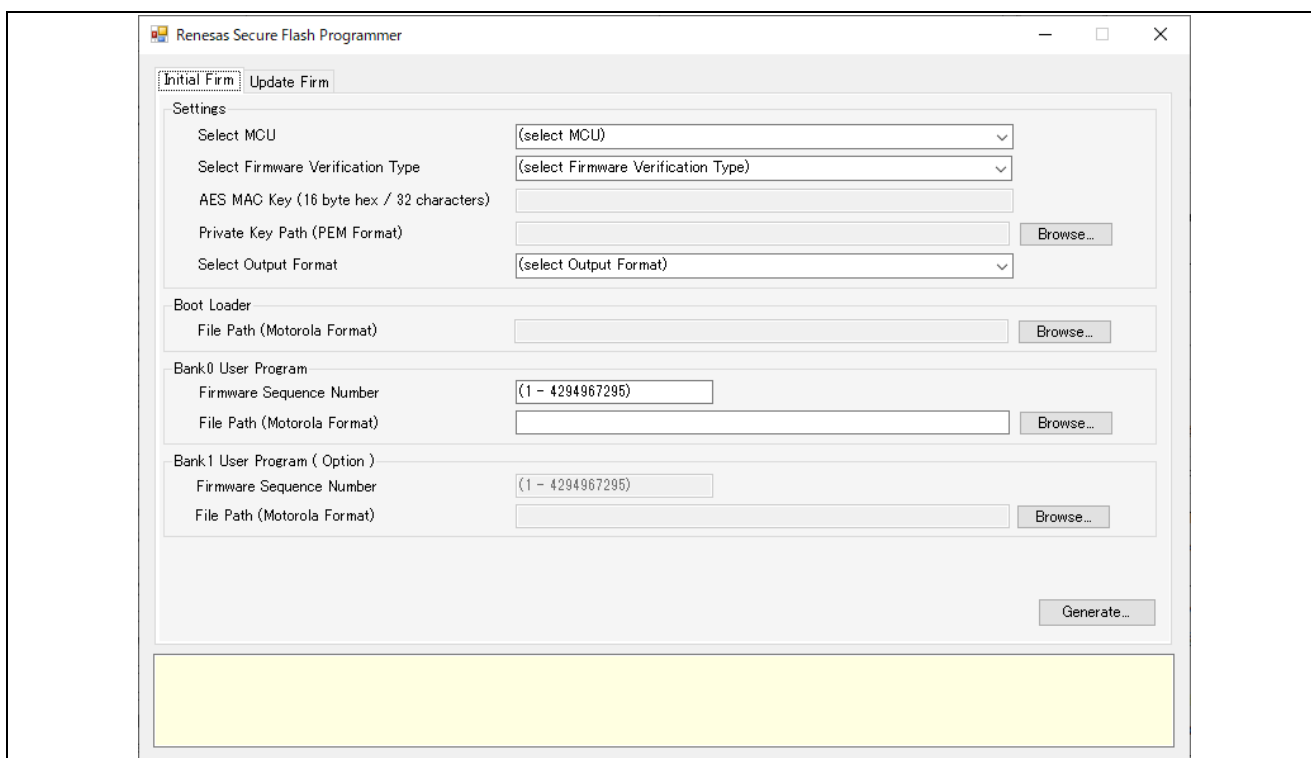 Renesas Secure Flash Programmer
Initial Firm Update Firm
Settings
Select MCU (select MCU)
Select Firmware Verification Type (select Firmware Verification Type)
AES MAC Key (16 byte hex / 32 characters)
Private Key Path (PEM Format) Browse...
Select Output Format (select Output Format)
Boot Loader
File Path (Motorola Format) Browse...
Bank0 User Program
Firmware Sequence Number (1 - 4294967295)
File Path (Motorola Format) Browse...
Bank1 User Program ( Option )
Firmware Sequence Number (1 - 4294967295)
File Path (Motorola Format) Browse...
Generate...